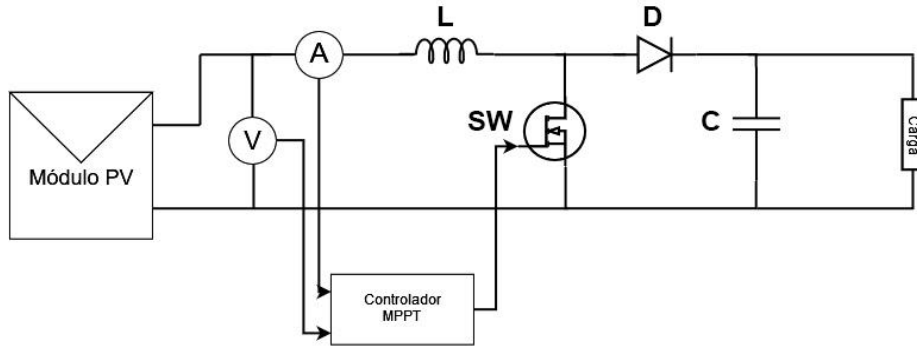 L
D
A
V
SW
C
Carga
Módulo PV
Controlador
MPPT